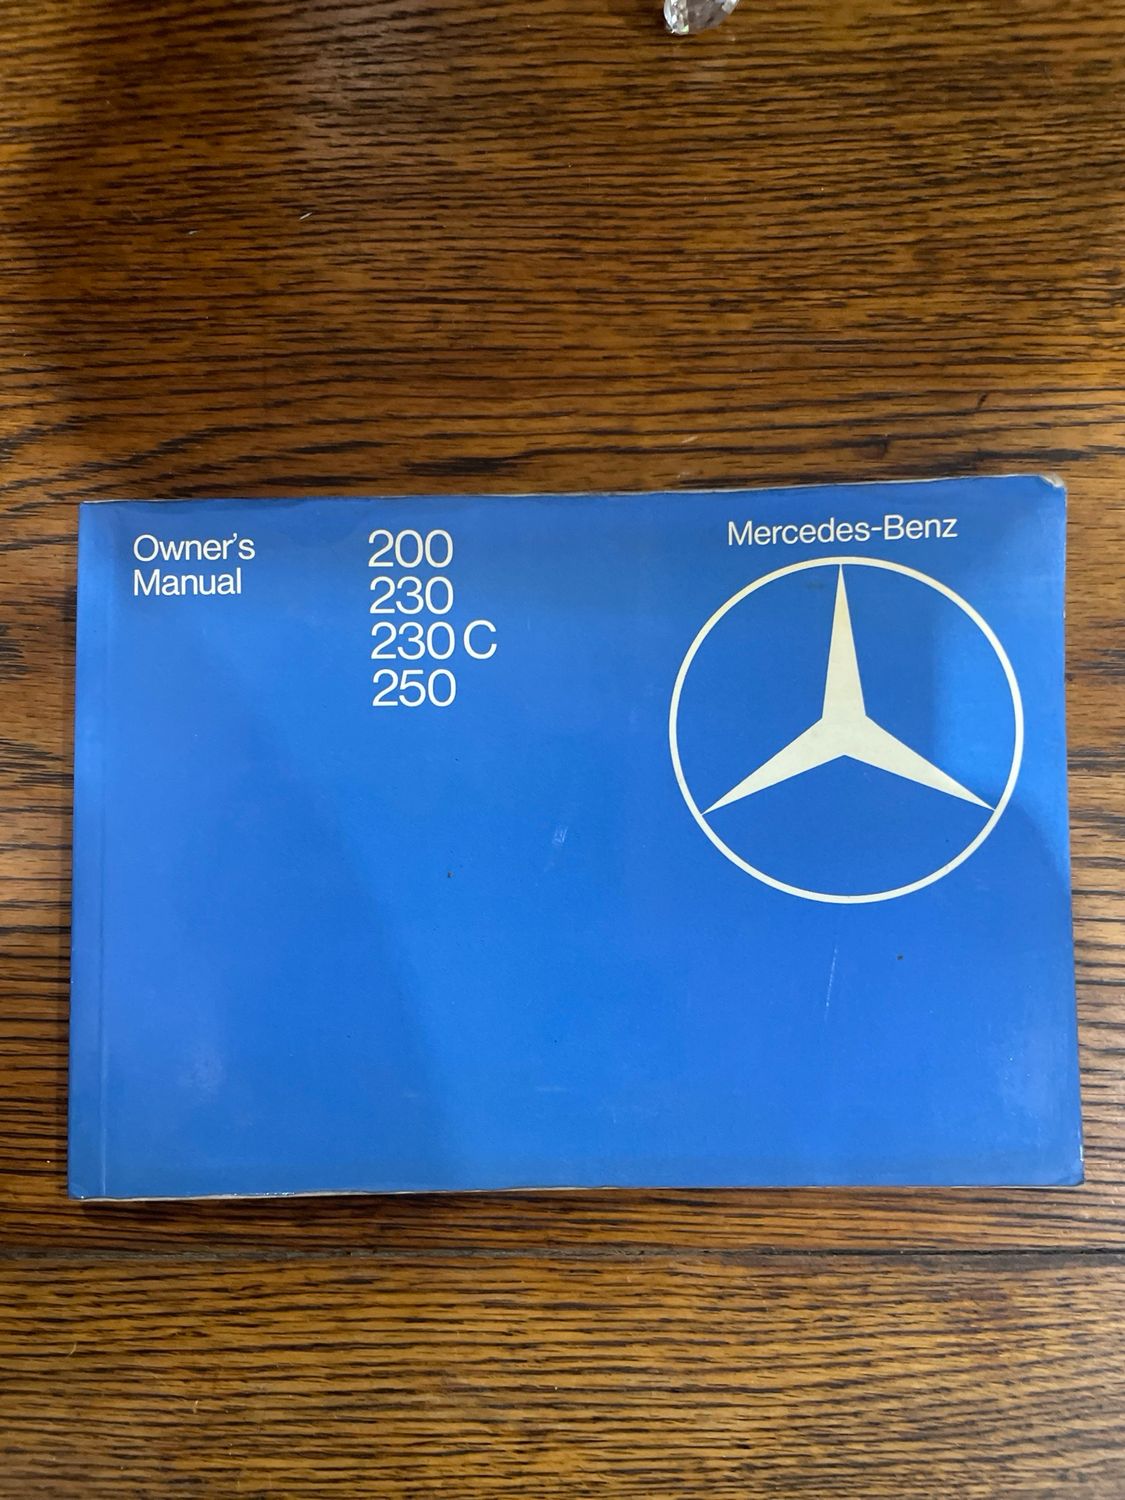 Owner's
Manual
200
230
230 C
250
Mercedes-Benz